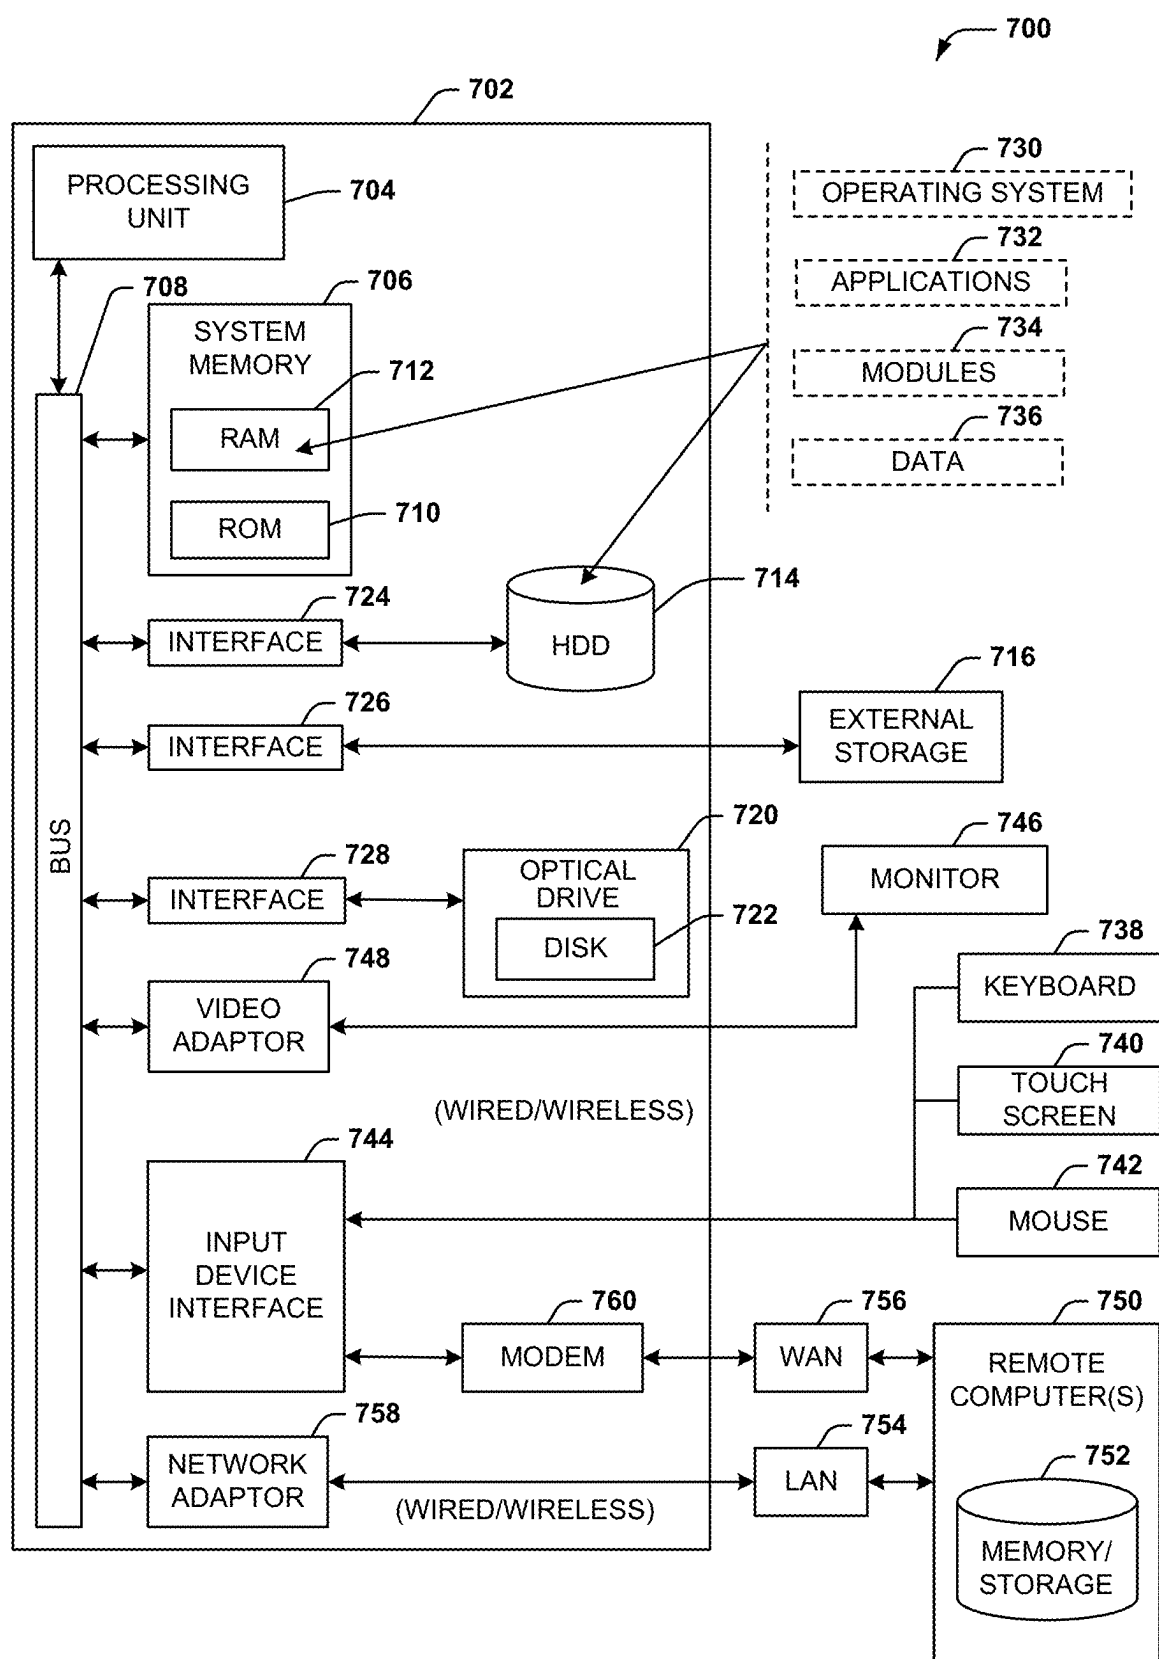 700
702
PROCESSING
UNIT
704
730
OPERATING SYSTEM
732
APPLICATIONS
734
MODULES
736
DATA
708
706
SYSTEM
MEMORY
712
RAM
710
ROM
714
HDD
724
INTERFACE
716
EXTERNAL
STORAGE
726
INTERFACE
BUS
720
OPTICAL
DRIVE
722
DISK
728
INTERFACE
746
MONITOR
748
VIDEO
ADAPTOR
738
KEYBOARD
740
TOUCH
SCREEN
742
MOUSE
(WIRED/WIRELESS)
744
INPUT
DEVICE
INTERFACE
760
MODEM
756
WAN
750
REMOTE
COMPUTER(S)
758
NETWORK
ADAPTOR
(WIRED/WIRELESS)
754
LAN
752
MEMORY/
STORAGE